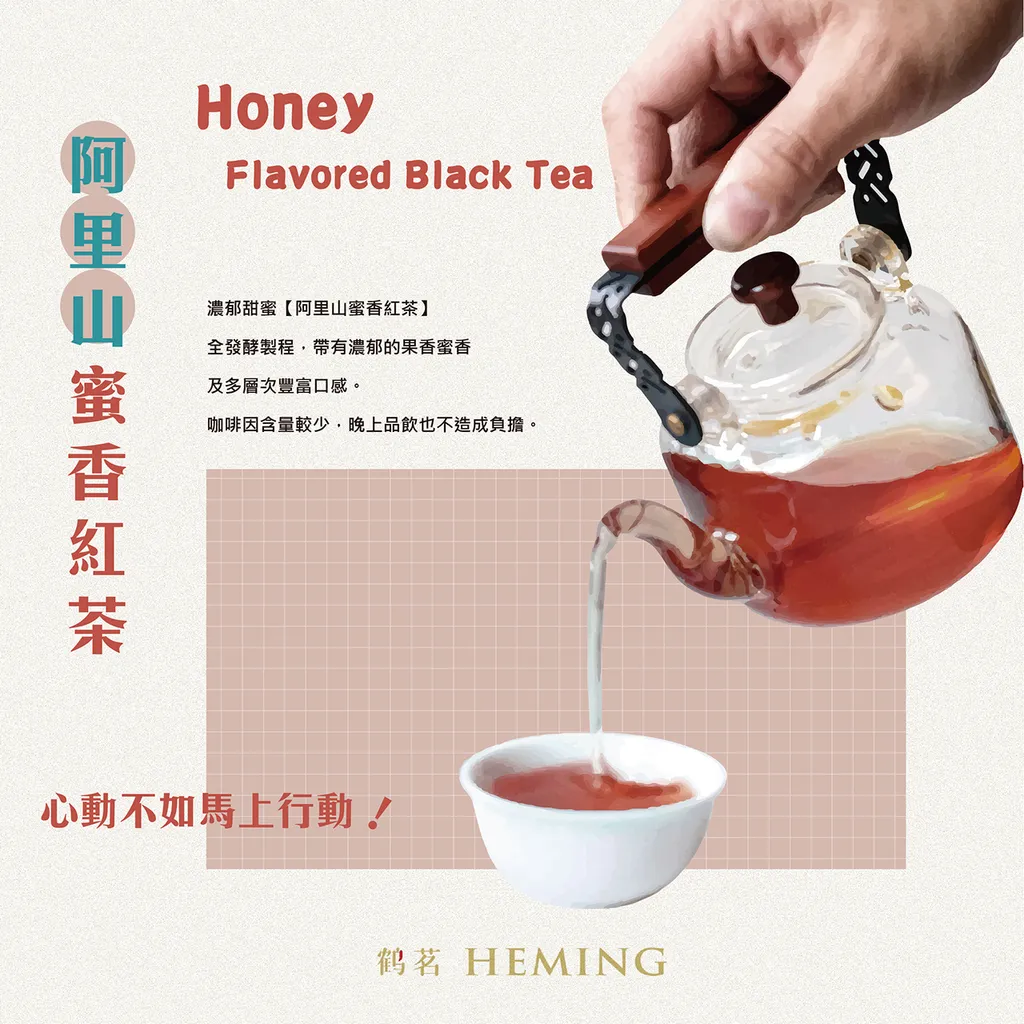 Honey
Flavored Black Tea
阿里山蜜香紅茶
濃郁甜蜜【阿里山蜜香紅茶】
全發酵製程，帶有濃郁的果香蜜香
及多層次豐富口感。
咖啡因含量較少，晚上品飲也不造成負擔。
心動不如馬上行動！
鶴茗 HEMING